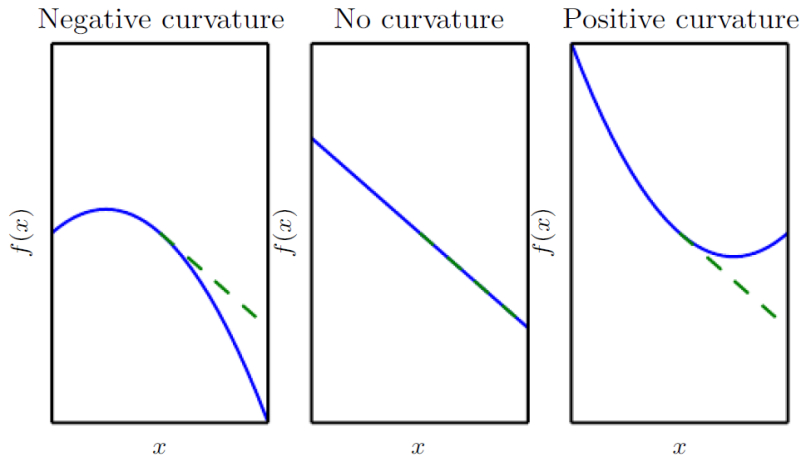 Negative curvature
No curvature
Positive curvature
f(x)
f(x)
f(x)
x
x
x